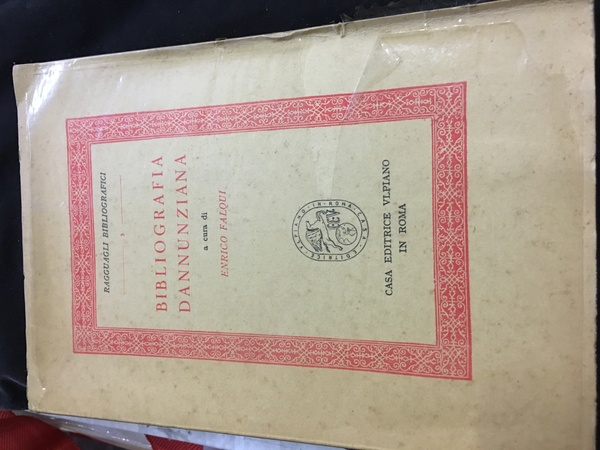 RAGGUAGLI BIBLIOGRAFICI
BIBLIOGRAFIA
DANNUNZIANA
a cura di
ENRICO FALQUI
CASA EDITRICE VLPIANO
IN ROMA